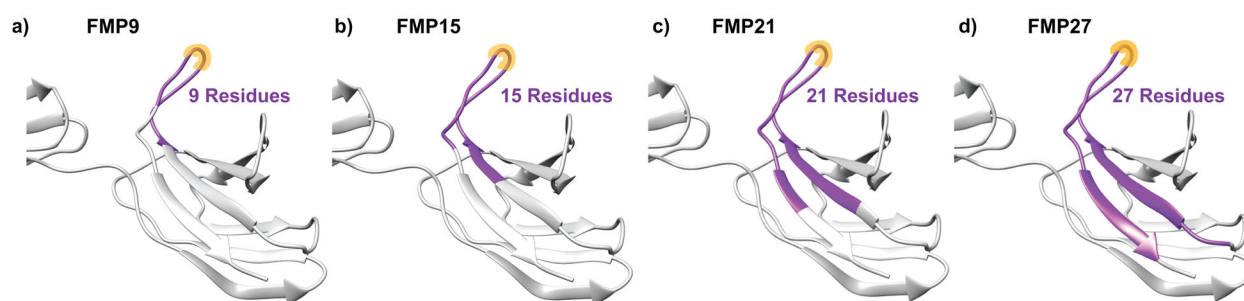 a) FMP9 b) FMP15 c) FMP21 d) FMP27
9 Residues 15 Residues 21 Residues 27 Residues